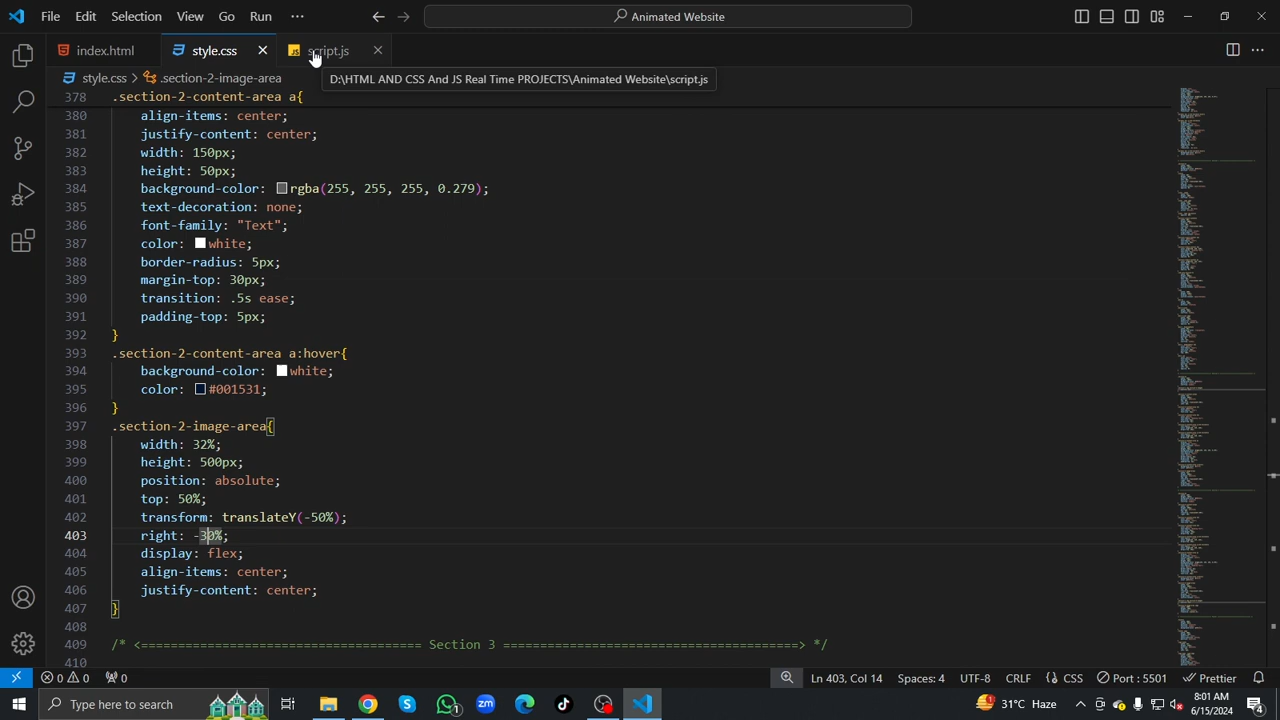 File Edit Selection View Go Run ··· Animated Website
index.html style.css script.js
style.css > .section-2-image-area
D:\HTML AND CSS And JS Real Time PROJECTS\Animated Website\script.js
378 .section-2-content-area a{
380 align-items: center;
381 justify-content: center;
382 width: 150px;
383 height: 50px;
384 background-color: rgba(255, 255, 255, 0.279);
385 text-decoration: none;
386 font-family: "Text";
387 color: white;
388 border-radius: 5px;
389 margin-top: 30px;
390 transition: .5s ease;
391 padding-top: 5px;
392 }
393 .section-2-content-area a:hover{
394 background-color: white;
395 color: #001531;
396 }
397 .section-2-image-area{
398 width: 32%;
399 height: 500px;
400 position: absolute;
401 top: 50%;
402 transform: translateY(-50%);
403 right: -30%;
404 display: flex;
405 align-items: center;
406 justify-content: center;
407 }
408
409 /* <====================================== Section ========================================> */
410
0 0 0 Ln 403, Col 14 Spaces: 4 UTF-8 CRLF CSS Port : 5501 Prettier
Type here to search 31°C Haze 8:01 AM
6/15/2024